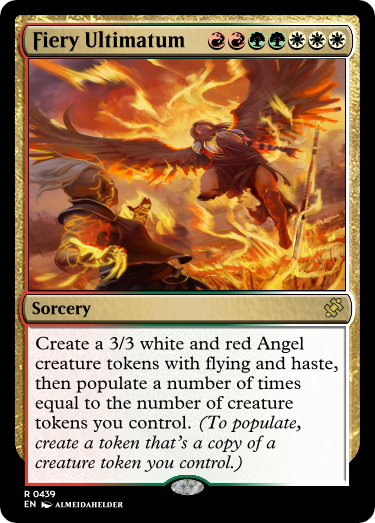 Fiery Ultimatum
Sorcery
Create a 3/3 white and red Angel
creature tokens with flying and haste,
then populate a number of times
equal to the number of creature
tokens you control. (To populate,
create a token that's a copy of a
creature token you control.)
R 0439
EN ALMEIDAHELDER